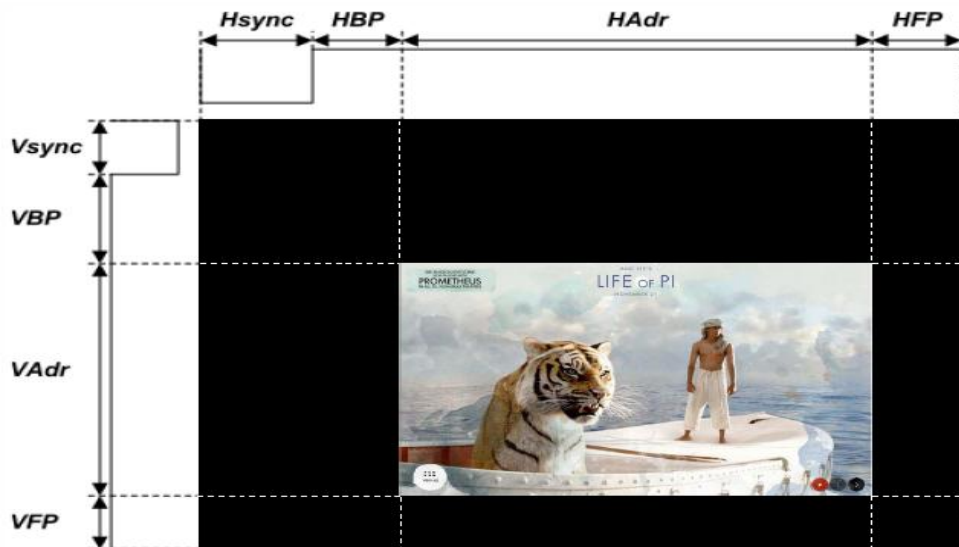 Hsync HBP HAdr HFP
Vsync
VBP
VAdr
VFP
PROMETHEUS
LIFE OF PI